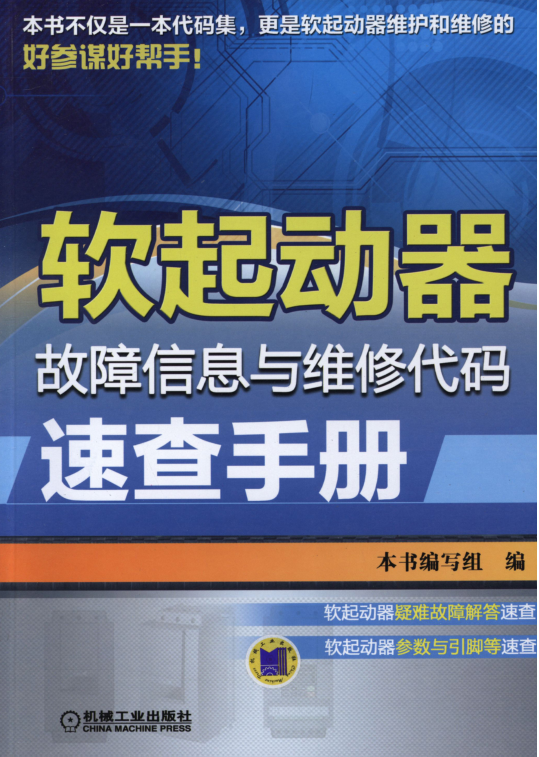 本书不仅是一本代码集，更是软起动器维护和维修的
好参谋好帮手！
软起动器
故障信息与维修代码
速查手册
本书编写组 编
软起动器疑难故障解答速查
软起动器参数与引脚等速查
机械工业出版社
CHINA MACHINE PRESS